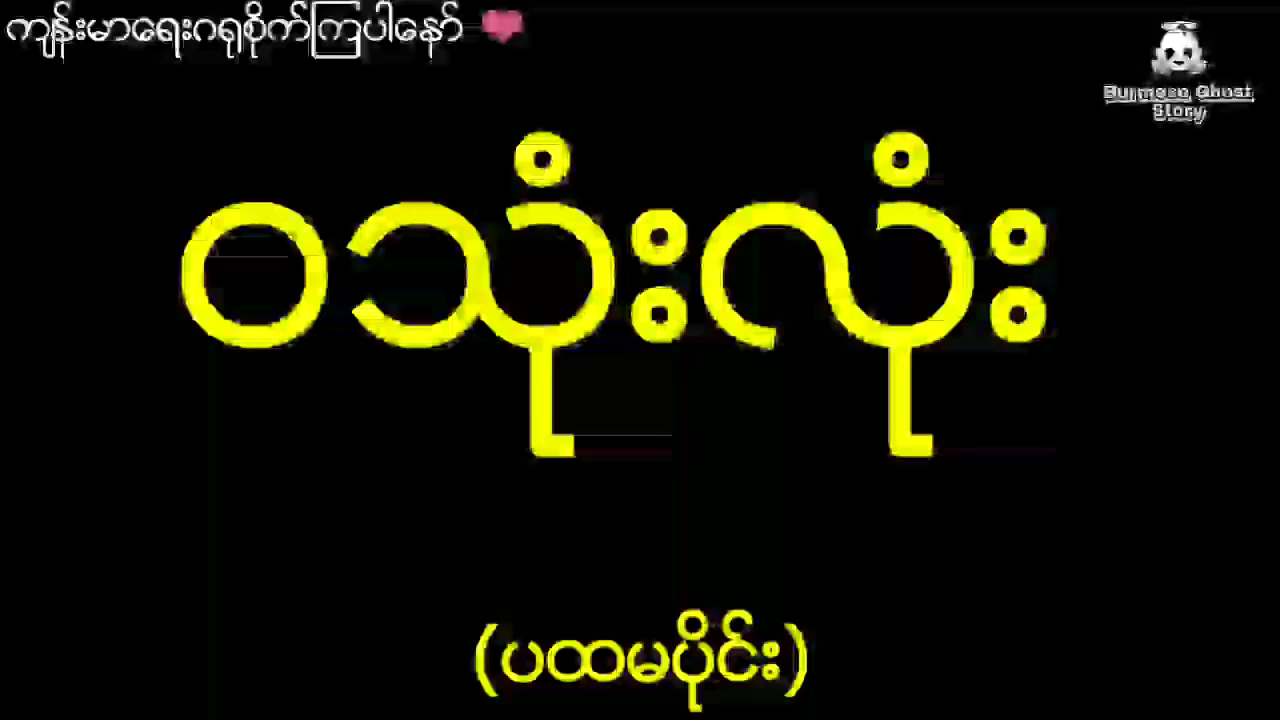 ကျန်းမာရေးဂရုစိုက်ကြပါနော် ❤
Burmese Ghost
Story
ဝသုံးလုံး
(ပထမပိုင်း)